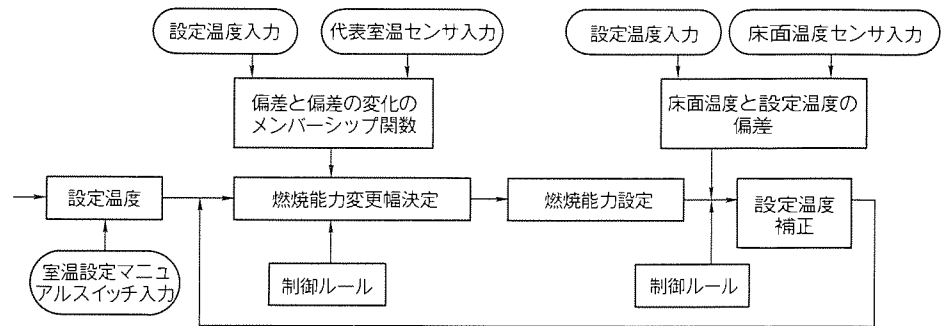 設定温度入力
代表室温センサ入力
設定温度入力
床面温度センサ入力
偏差と偏差の変化の
メンバーシップ関数
床面温度と設定温度の
偏差
設定温度
燃焼能力変更幅決定
燃焼能力設定
設定温度
補正
室温設定マニュ
アルスイッチ入力
制御ルール
制御ルール